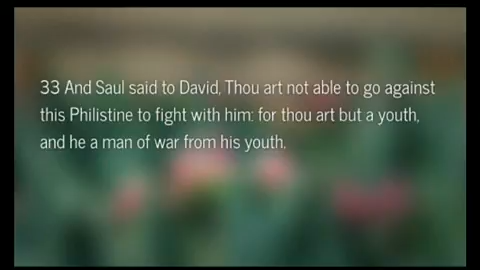 33 And Saul said to David, Thou art not able to go against
this Philistine to fight with him: for thou art but a youth,
and he a man of war from his youth.